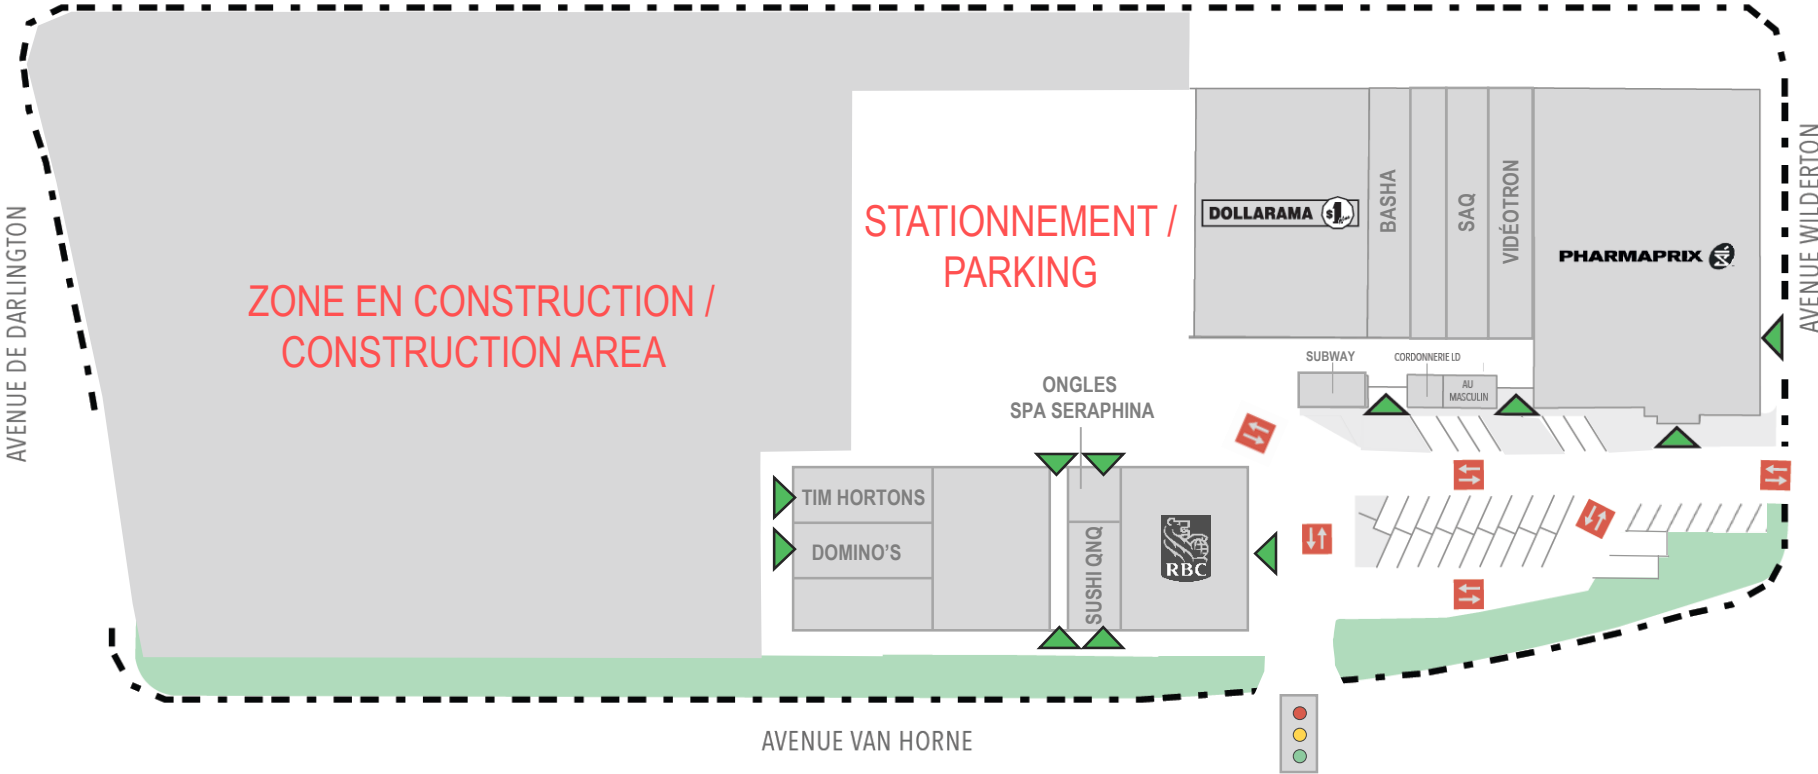 AVENUE DE DARLINGTON
ZONE EN CONSTRUCTION /
CONSTRUCTION AREA
STATIONNEMENT /
PARKING
DOLLARAMA $1
BASHA
SAQ
VIDÉOTRON
PHARMAPRIX
AVENUE WILDERTON
SUBWAY
CORDONNERIE LD
AU
MASCULIN
ONGLES
SPA SERAPHINA
TIM HORTONS
DOMINO'S
SUSHI QNQ
RBC
AVENUE VAN HORNE